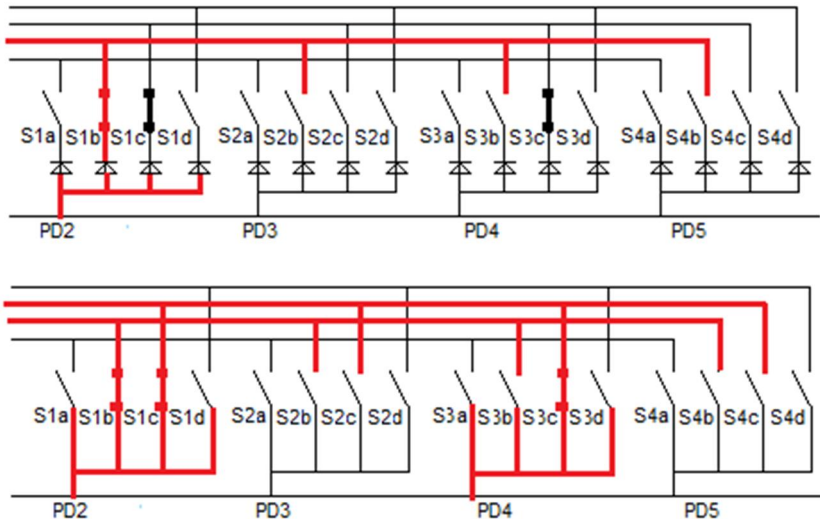 S1a S1b S1c S1d S2a S2b S2c S2d S3a S3b S3c S3d S4a S4b S4c S4d
PD2 PD3 PD4 PD5
S1a S1b S1c S1d S2a S2b S2c S2d S3a S3b S3c S3d S4a S4b S4c S4d
PD2 PD3 PD4 PD5